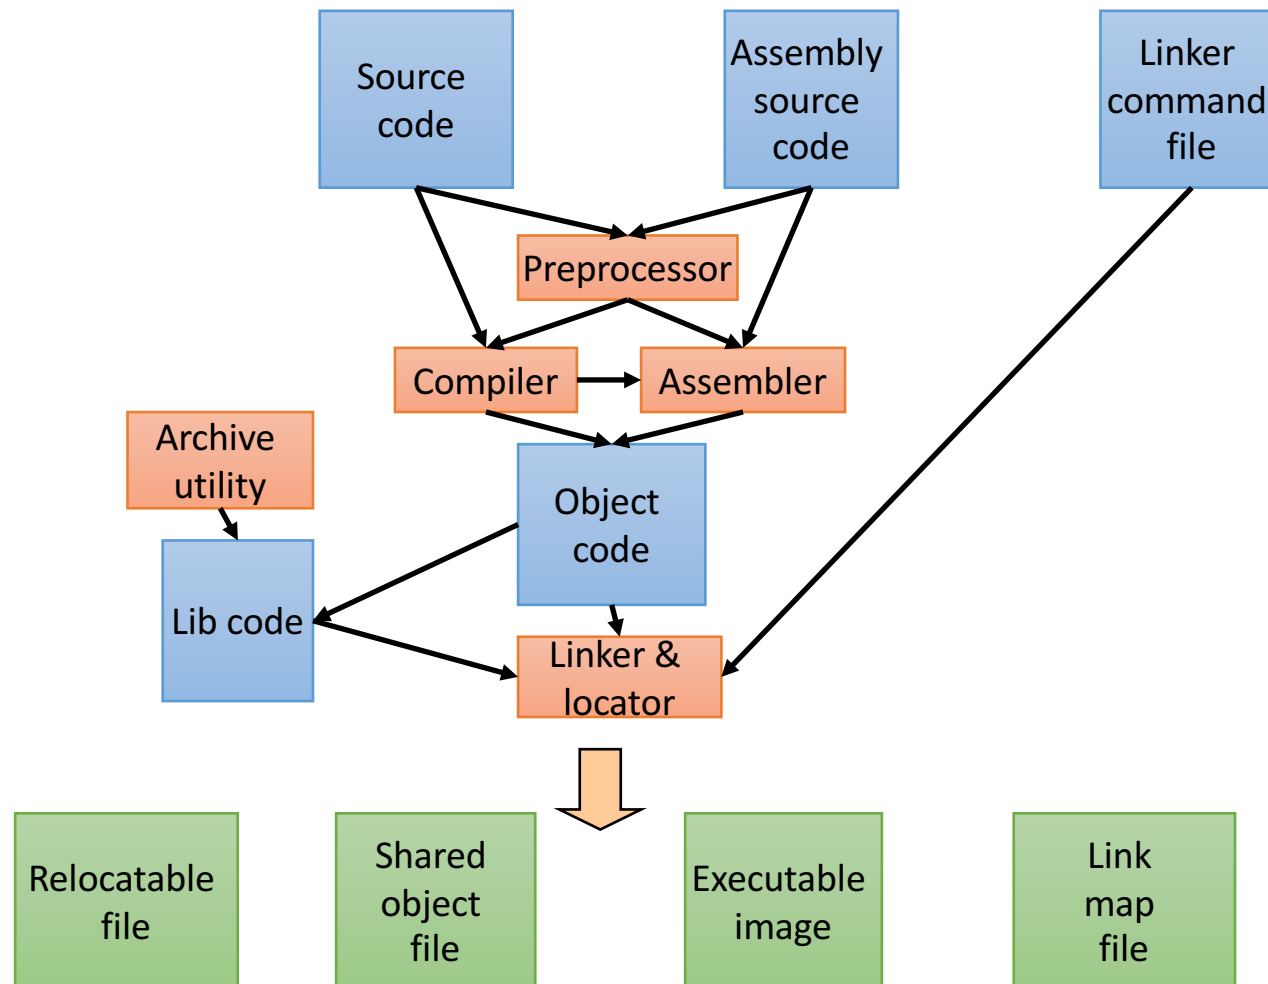 Source
code
Assembly
source
code
Linker
command
file
Preprocessor
Compiler
Assembler
Archive
utility
Object
code
Lib code
Linker &
locator
Relocatable
file
Shared
object
file
Executable
image
Link
map
file